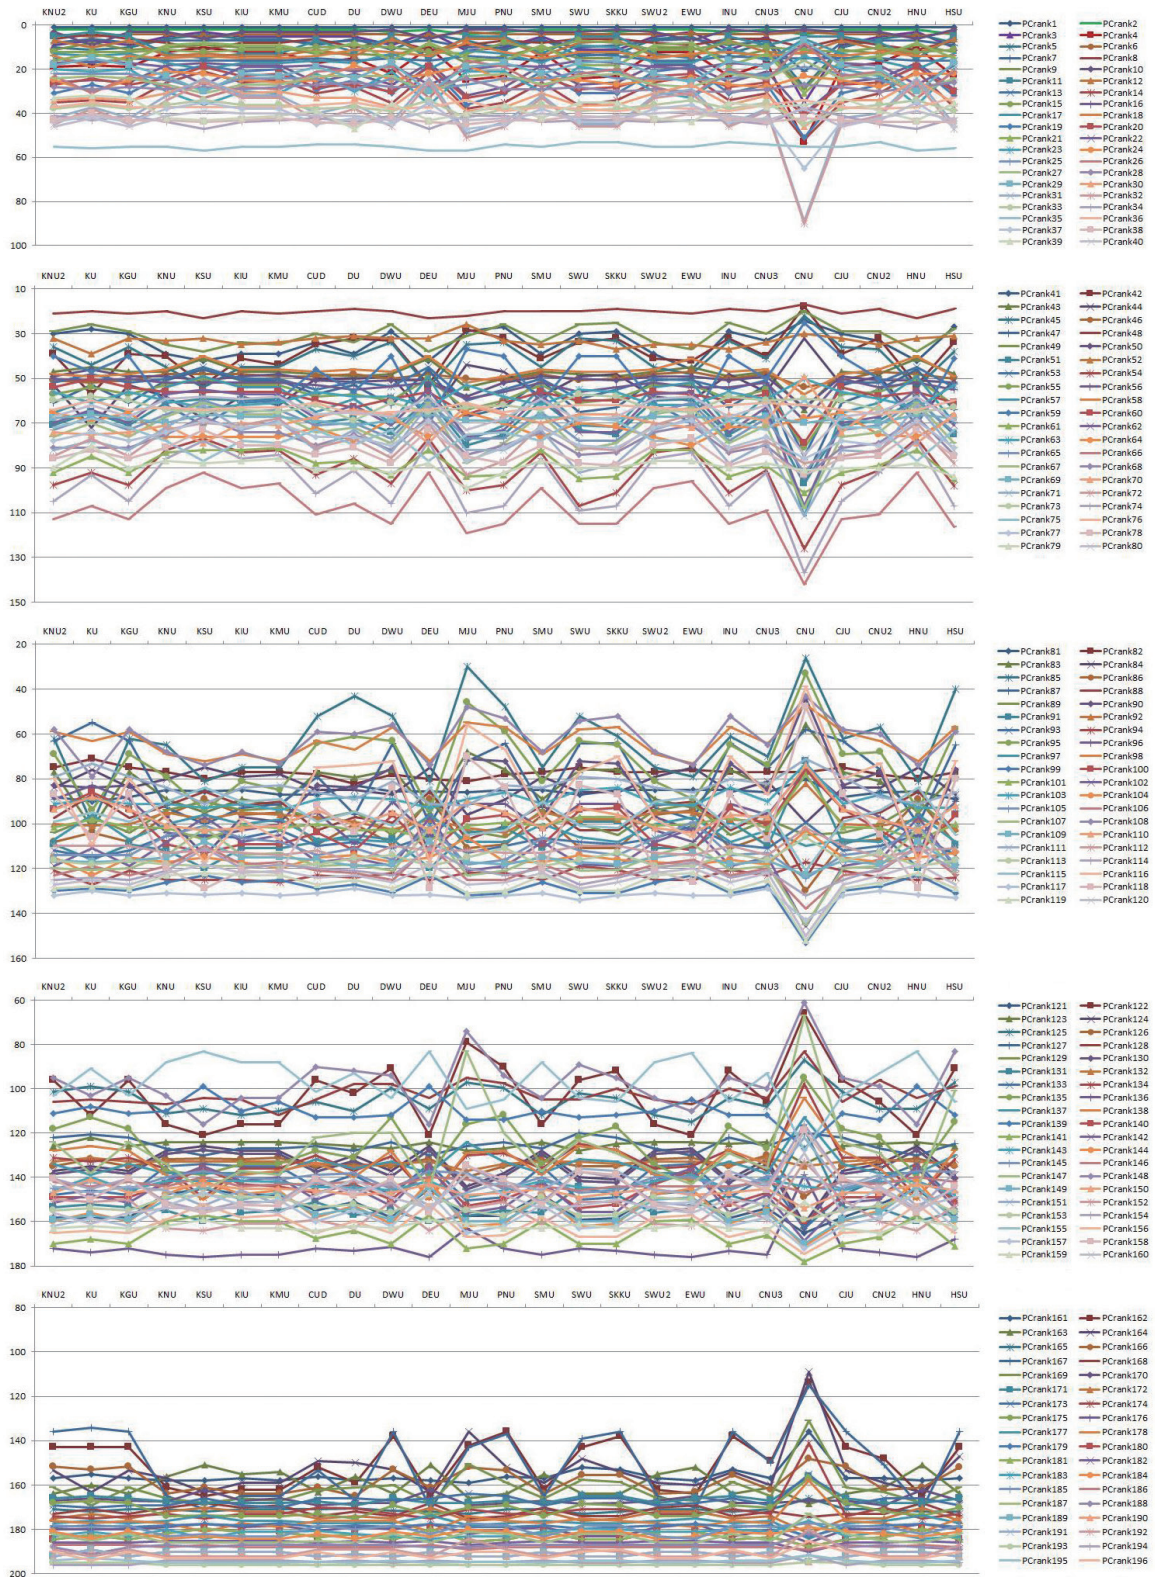 KNU2 KU KGU KNU KSU KIU KMU CUD DU DWU DEU MJU PNU SMU SWU SKKU SWU2 EWU INU CNU3 CNU CJU CNU2 HNU HSU
0
20
40
60
80
100
PCrank1 PCrank2
PCrank3 PCrank4
PCrank5 PCrank6
PCrank7 PCrank8
PCrank9 PCrank10
PCrank11 PCrank12
PCrank13 PCrank14
PCrank15 PCrank16
PCrank17 PCrank18
PCrank19 PCrank20
PCrank21 PCrank22
PCrank23 PCrank24
PCrank25 PCrank26
PCrank27 PCrank28
PCrank29 PCrank30
PCrank31 PCrank32
PCrank33 PCrank34
PCrank35 PCrank36
PCrank37 PCrank38
PCrank39 PCrank40
KNU2 KU KGU KNU KSU KIU KMU CUD DU DWU DEU MJU PNU SMU SWU SKKU SWU2 EWU INU CNU3 CNU CJU CNU2 HNU HSU
10
30
50
70
90
110
130
150
PCrank41 PCrank42
PCrank43 PCrank44
PCrank45 PCrank46
PCrank47 PCrank48
PCrank49 PCrank50
PCrank51 PCrank52
PCrank53 PCrank54
PCrank55 PCrank56
PCrank57 PCrank58
PCrank59 PCrank60
PCrank61 PCrank62
PCrank63 PCrank64
PCrank65 PCrank66
PCrank67 PCrank68
PCrank69 PCrank70
PCrank71 PCrank72
PCrank73 PCrank74
PCrank75 PCrank76
PCrank77 PCrank78
PCrank79 PCrank80
KNU2 KU KGU KNU KSU KIU KMU CUD DU DWU DEU MJU PNU SMU SWU SKKU SWU2 EWU INU CNU3 CNU CJU CNU2 HNU HSU
20
40
60
80
100
120
140
160
PCrank81 PCrank82
PCrank83 PCrank84
PCrank85 PCrank86
PCrank87 PCrank88
PCrank89 PCrank90
PCrank91 PCrank92
PCrank93 PCrank94
PCrank95 PCrank96
PCrank97 PCrank98
PCrank99 PCrank100
PCrank101 PCrank102
PCrank103 PCrank104
PCrank105 PCrank106
PCrank107 PCrank108
PCrank109 PCrank110
PCrank111 PCrank112
PCrank113 PCrank114
PCrank115 PCrank116
PCrank117 PCrank118
PCrank119 PCrank120
KNU2 KU KGU KNU KSU KIU KMU CUD DU DWU DEU MJU PNU SMU SWU SKKU SWU2 EWU INU CNU3 CNU CJU CNU2 HNU HSU
60
80
100
120
140
160
180
PCrank121 PCrank122
PCrank123 PCrank124
PCrank125 PCrank126
PCrank127 PCrank128
PCrank129 PCrank130
PCrank131 PCrank132
PCrank133 PCrank134
PCrank135 PCrank136
PCrank137 PCrank138
PCrank139 PCrank140
PCrank141 PCrank142
PCrank143 PCrank144
PCrank145 PCrank146
PCrank147 PCrank148
PCrank149 PCrank150
PCrank151 PCrank152
PCrank153 PCrank154
PCrank155 PCrank156
PCrank157 PCrank158
PCrank159 PCrank160
KNU2 KU KGU KNU KSU KIU KMU CUD DU DWU DEU MJU PNU SMU SWU SKKU SWU2 EWU INU CNU3 CNU CJU CNU2 HNU HSU
80
100
120
140
160
180
200
PCrank161 PCrank162
PCrank163 PCrank164
PCrank165 PCrank166
PCrank167 PCrank168
PCrank169 PCrank170
PCrank171 PCrank172
PCrank173 PCrank174
PCrank175 PCrank176
PCrank177 PCrank178
PCrank179 PCrank180
PCrank181 PCrank182
PCrank183 PCrank184
PCrank185 PCrank186
PCrank187 PCrank188
PCrank189 PCrank190
PCrank191 PCrank192
PCrank193 PCrank194
PCrank195 PCrank196